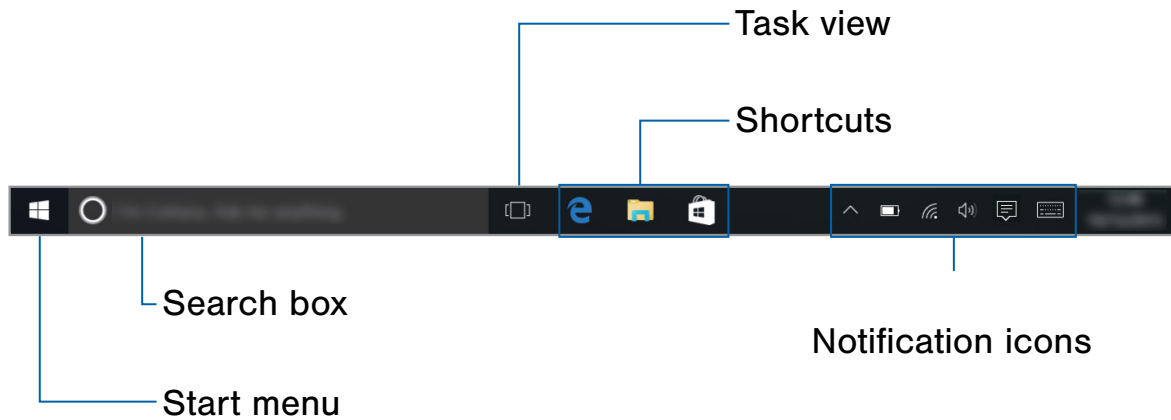 Task view
Shortcuts
Search box
Notification icons
Start menu